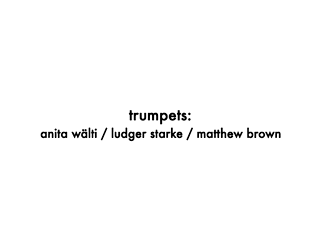 trumpets:
anita wälti / ludger starke / matthew brown